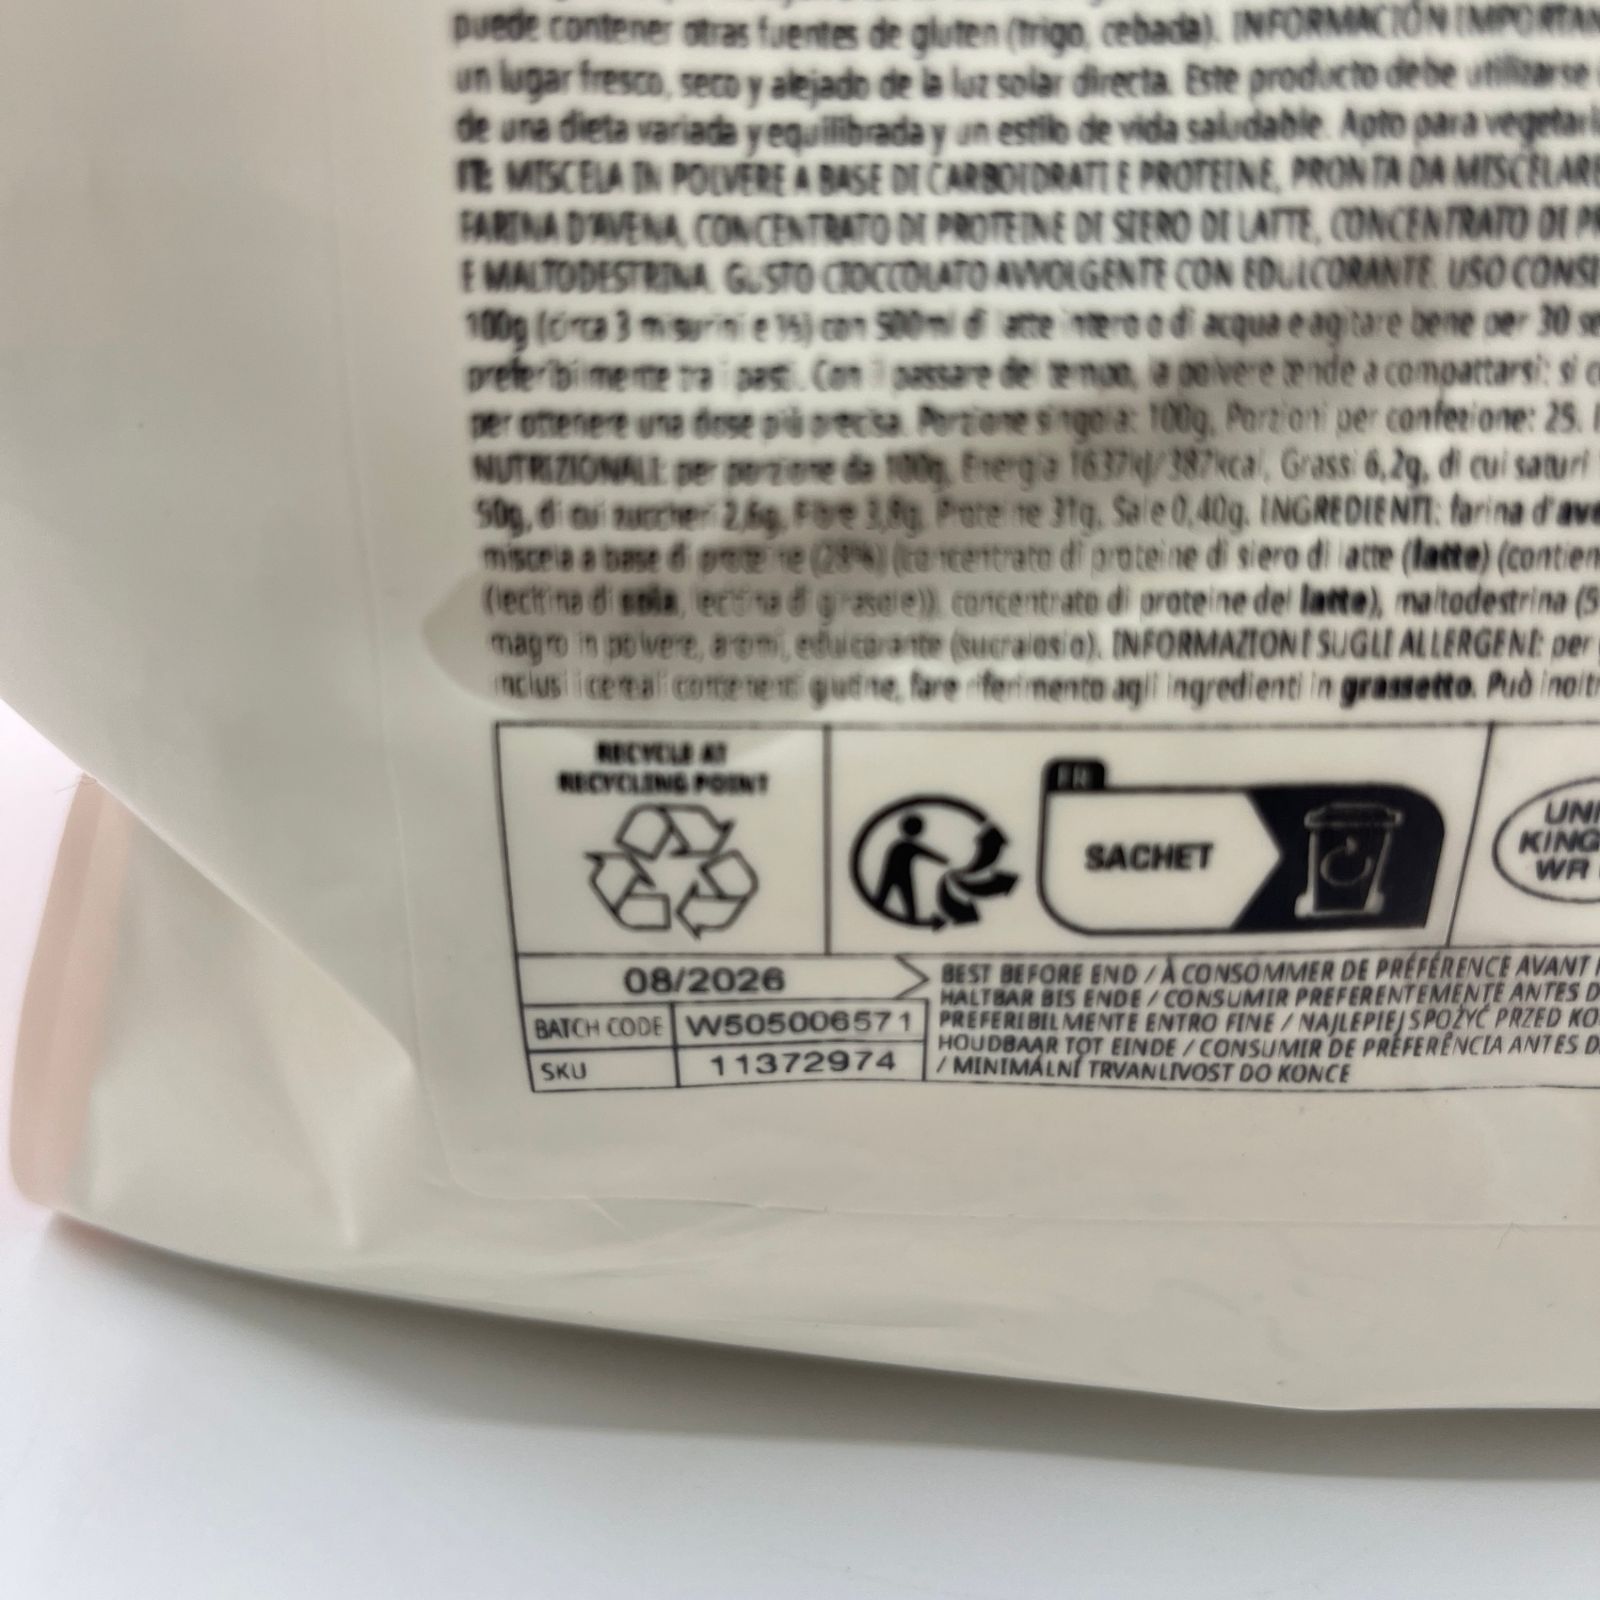 puede contener otras fuentes de gluten (trigo, cebada). INFORMACIÓN
un lugar fresco, seco y alejado de la luz solar directa. Este producto debe utilizarse
de una dieta variada y equilibrada y un estilo de vida saludable. Apto para
IT: MISCELA IN POLVERE A BASE DI CARBOIDRATI E PROTEINE, PRONTA DA MISCELARE
FARINA D'AVENA, CONCENTRATO DI PROTEINE DI SIERO DI LATTE, CONCENTRATO DI
E MALTODESTRINA. GUSTO CIOCCOLATO AVVOLGENTE CON EDULCORANTE. USO
100g (circa 3 misurini e ⅓) con 500ml di latte intero o di acqua e agitare bene per 30
preferibilmente tra i pasti. Con il passare del tempo, la polvere tende a compattarsi: si
per ottenere una dose più precisa. Porzione singola: 100g. Porzioni per confezione: 25.
NUTRIZIONALI: per porzione da 100g, Energia 1637kJ/387kcal, Grassi 6,2g, di cui saturi
50g, di cui zuccheri 2,6g, Fibre 3,8g, Proteine 31g, Sale 0,40g. INGREDIENTI: farina
miscela a base di proteine (29%) (concentrato di proteine di siero di latte (latte)
(lecitina di soia, lecitina di girasole)), concentrato di proteine del latte), maltodestrina
magro in polvere, aromi, edulcorante (sucralosio). INFORMAZIONI SUGLI ALLERGENI: per
inclusi i cereali contenenti glutine, fare riferimento agli ingredienti in grassetto. Può
RECYCLE AT
RECYCLING POINT
FR
SACHET
UNI
KING
WR
08/2026
BATCH CODE W505006571
SKU 11372974
BEST BEFORE END / À CONSOMMER DE PRÉFÉRENCE AVANT
HALTBAR BIS ENDE / CONSUMIR PREFERENTEMENTE ANTES D
PREFERIBILMENTE ENTRO FINE / NAJLEPIEJ SPOŻYĆ PRZED KO
HOUDBAAR TOT EINDE / CONSUMIR DE PREFERÊNCIA ANTES D
/ MINIMÁLNÍ TRVANLIVOST DO KONCE